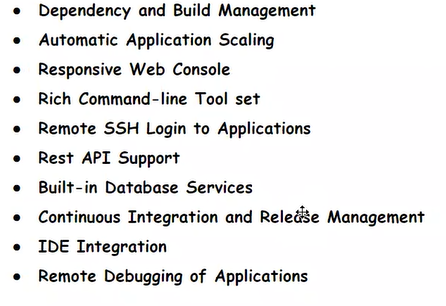 • Dependency and Build Management
• Automatic Application Scaling
• Responsive Web Console
• Rich Command-line Tool set
• Remote SSH Login to Applications
• Rest API Support
• Built-in Database Services
• Continuous Integration and Release Management
• IDE Integration
• Remote Debugging of Applications